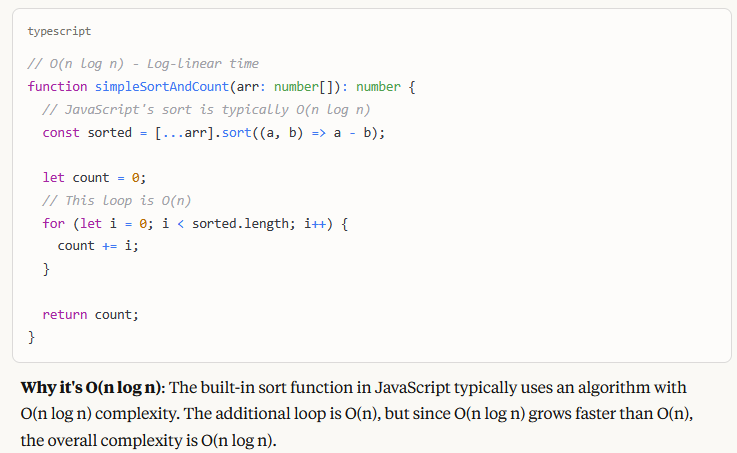 typescript
// O(n log n) - Log-linear time
function simpleSortAndCount(arr: number[]): number {
  // JavaScript's sort is typically O(n log n)
  const sorted = [...arr].sort((a, b) => a - b);

  let count = 0;
  // This loop is O(n)
  for (let i = 0; i < sorted.length; i++) {
    count += i;
  }

  return count;
}
Why it's O(n log n): The built-in sort function in JavaScript typically uses an algorithm with
O(n log n) complexity. The additional loop is O(n), but since O(n log n) grows faster than O(n),
the overall complexity is O(n log n).